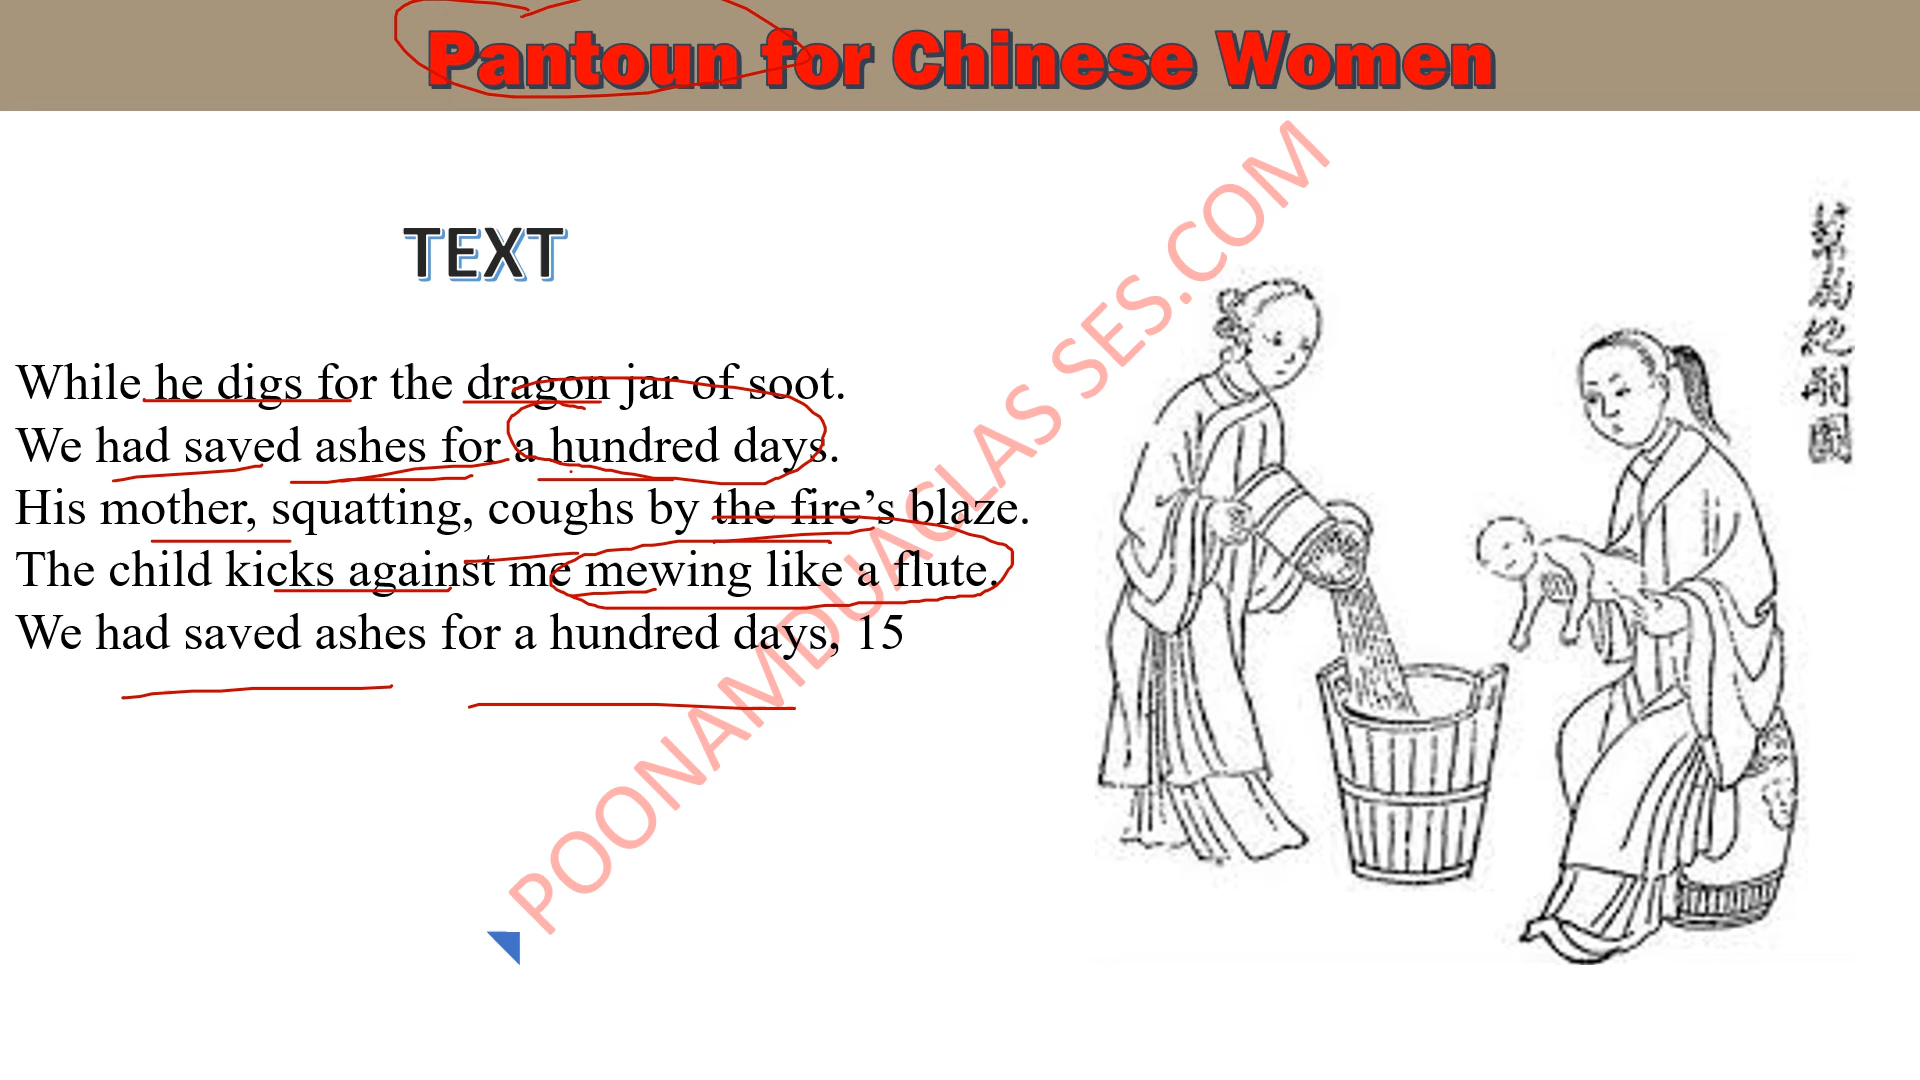 Pantoun for Chinese Women
TEXT
While he digs for the dragon jar of soot.
We had saved ashes for a hundred days.
His mother, squatting, coughs by the fire’s blaze.
The child kicks against me mewing like a flute.
We had saved ashes for a hundred days, 15
POONAMDUACLAS SES.COM